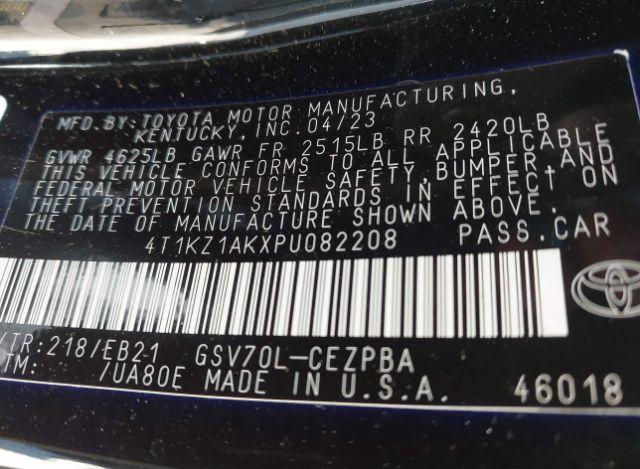 MFD.BY:TOYOTA MOTOR MANUFACTURING,
KENTUCKY, INC. 04/23
GVWR 4625LB GAWR FR 2515LB RR 2420LB
THIS VEHICLE CONFORMS TO ALL APPLICABLE
FEDERAL MOTOR VEHICLE SAFETY,BUMPER,AND
THEFT PREVENTION STANDARDS IN EFFECT ON
THE DATE OF MANUFACTURE SHOWN ABOVE.
4T1KZ1AKXPU082208 PASS.CAR
/TR:218/EB21 GSV70L-CEZPBA
TM: /UA80E MADE IN U.S.A. 46018